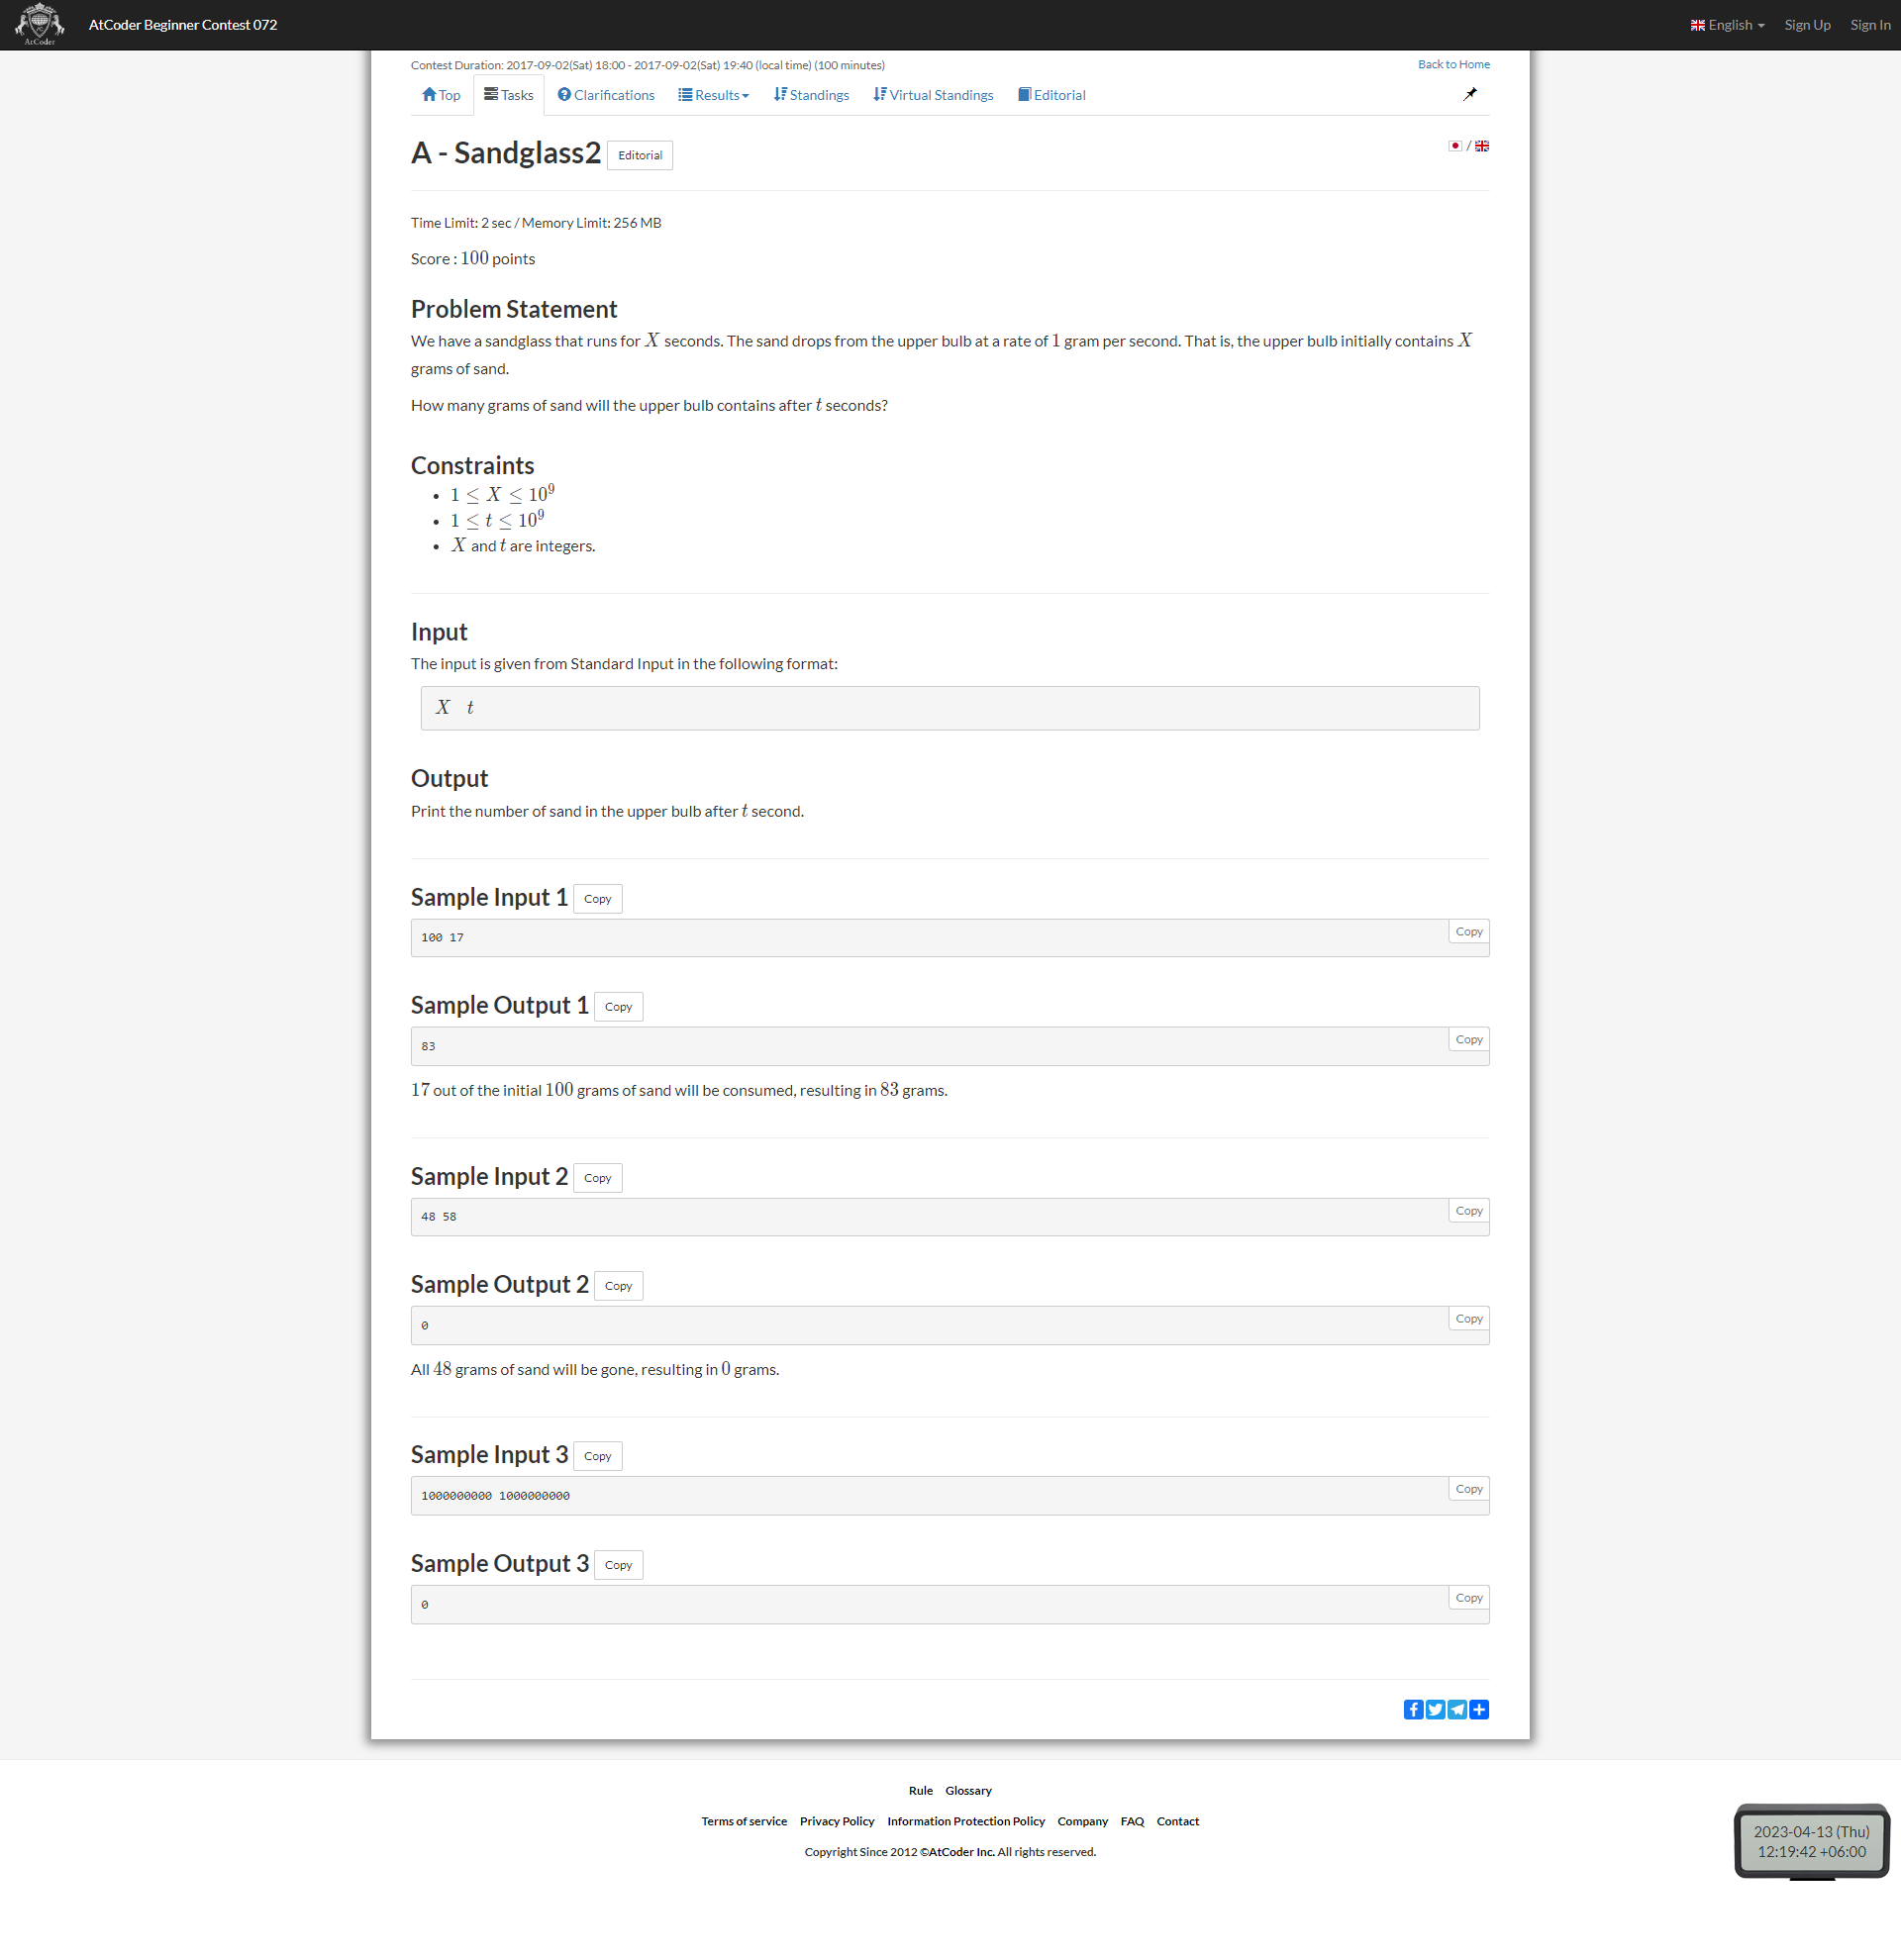 AtCoder
AtCoder Beginner Contest 072
English
Sign Up
Sign In
Contest Duration: 2017-09-02(Sat) 18:00 - 2017-09-02(Sat) 19:40 (local time) (100 minutes)
Back to Home
Top
Tasks
Clarifications
Results
Standings
Virtual Standings
Editorial
A - Sandglass2 Editorial
/
Time Limit: 2 sec / Memory Limit: 256 MB
Score : 100 points
Problem Statement
We have a sandglass that runs for X seconds. The sand drops from the upper bulb at a rate of 1 gram per second. That is, the upper bulb initially contains X
grams of sand.
How many grams of sand will the upper bulb contains after t seconds?
Constraints
• 1 ≤ X ≤ 10⁹
• 1 ≤ t ≤ 10⁹
• X and t are integers.
Input
The input is given from Standard Input in the following format:
X t
Output
Print the number of sand in the upper bulb after t second.
Sample Input 1 Copy
100 17
Copy
Sample Output 1 Copy
83
Copy
17 out of the initial 100 grams of sand will be consumed, resulting in 83 grams.
Sample Input 2 Copy
48 58
Copy
Sample Output 2 Copy
0
Copy
All 48 grams of sand will be gone, resulting in 0 grams.
Sample Input 3 Copy
1000000000 1000000000
Copy
Sample Output 3 Copy
0
Copy
Rule Glossary
Terms of service Privacy Policy Information Protection Policy Company FAQ Contact
Copyright Since 2012 ©AtCoder Inc. All rights reserved.
2023-04-13 (Thu)
12:19:42 +06:00